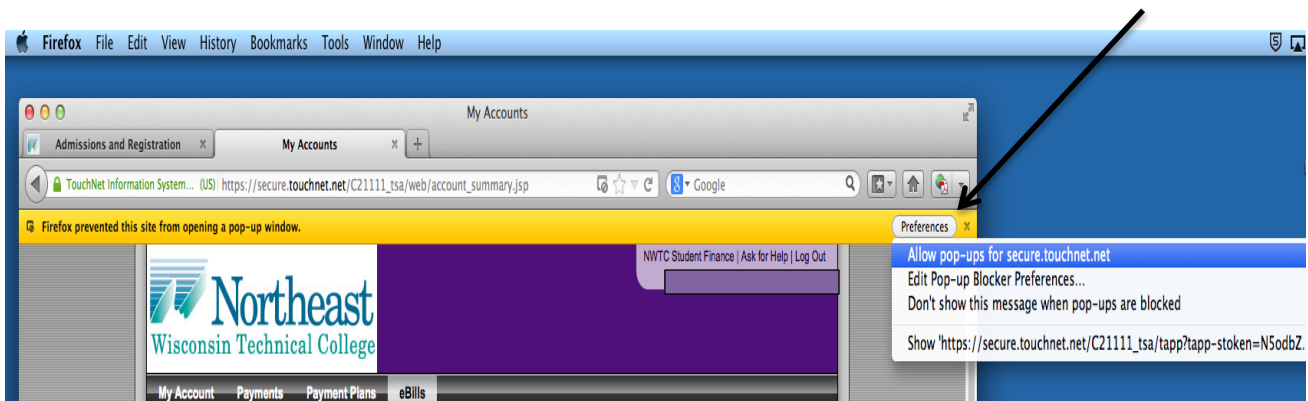 Firefox File Edit View History Bookmarks Tools Window Help
My Accounts
Admissions and Registration x My Accounts x +
TouchNet Information System... (US) https://secure.touchnet.net/C21111_tsa/web/account_summary.jsp Google
Firefox prevented this site from opening a pop-up window. Preferences x
Allow pop-ups for secure.touchnet.net
Edit Pop-up Blocker Preferences...
Don't show this message when pop-ups are blocked
Show 'https://secure.touchnet.net/C21111_tsa/tapp?tapp-stoken=N5odbZ.
NWTC Student Finance | Ask for Help | Log Out
Northeast
Wisconsin Technical College
My Account Payments Payment Plans eBills